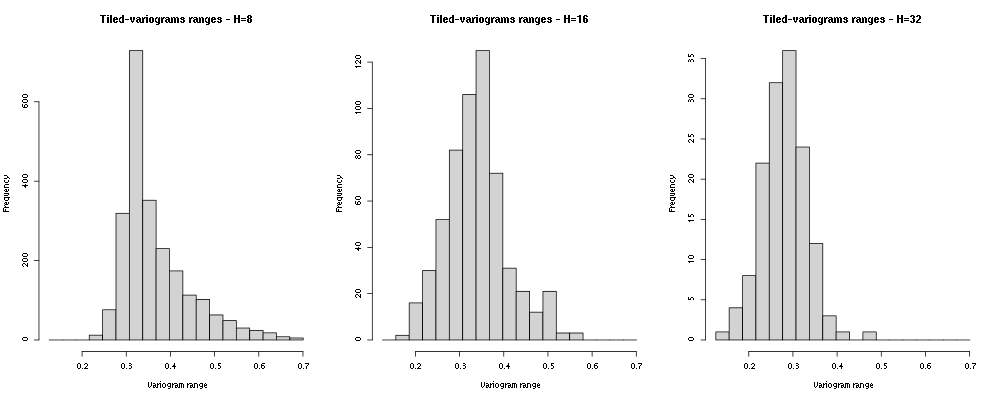 Tiled-variograms ranges - H=8
Frequency
0
200
400
600
0.2 0.3 0.4 0.5 0.6 0.7
Variogram range
Tiled-variograms ranges - H=16
Frequency
0
20
40
60
80
100
120
0.2 0.3 0.4 0.5 0.6 0.7
Variogram range
Tiled-variograms ranges - H=32
Frequency
0
5
10
15
20
25
30
35
0.2 0.3 0.4 0.5 0.6 0.7
Variogram range